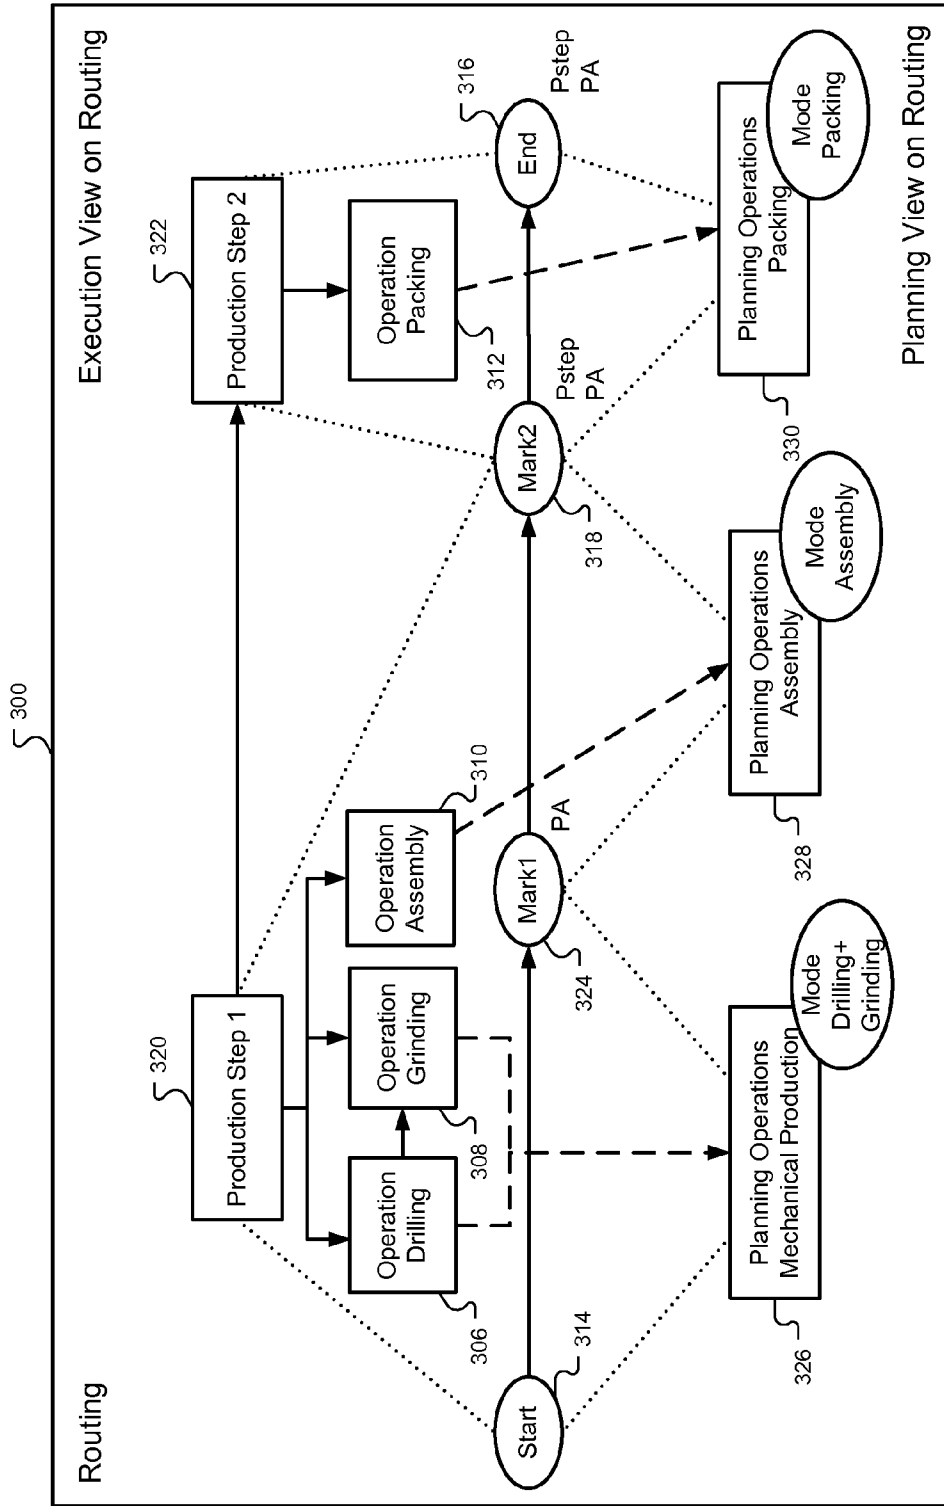 300
Routing
Execution View on Routing
320
322
Production Step 1
Production Step 2
Operation
Drilling
306
Operation
Grinding
308
Operation
Assembly
310
Operation
Packing
312
Start
314
Mark1
324
PA
Mark2
318
Pstep
PA
End
316
Pstep
PA
Planning Operations
Mechanical Production
326
Mode
Drilling+
Grinding
Planning Operations
Assembly
328
Mode
Assembly
Planning Operations
Packing
330
Mode
Packing
Planning View on Routing